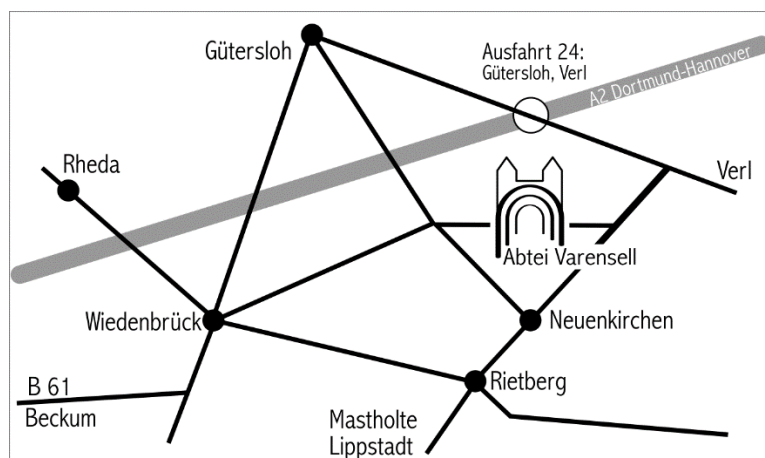 Gütersloh
Ausfahrt 24:
Gütersloh, Verl
A2 Dortmund-Hannover
Rheda
Verl
Abtei Varensell
Wiedenbrück
Neuenkirchen
B 61
Beckum
Rietberg
Mastholte
Lippstadt